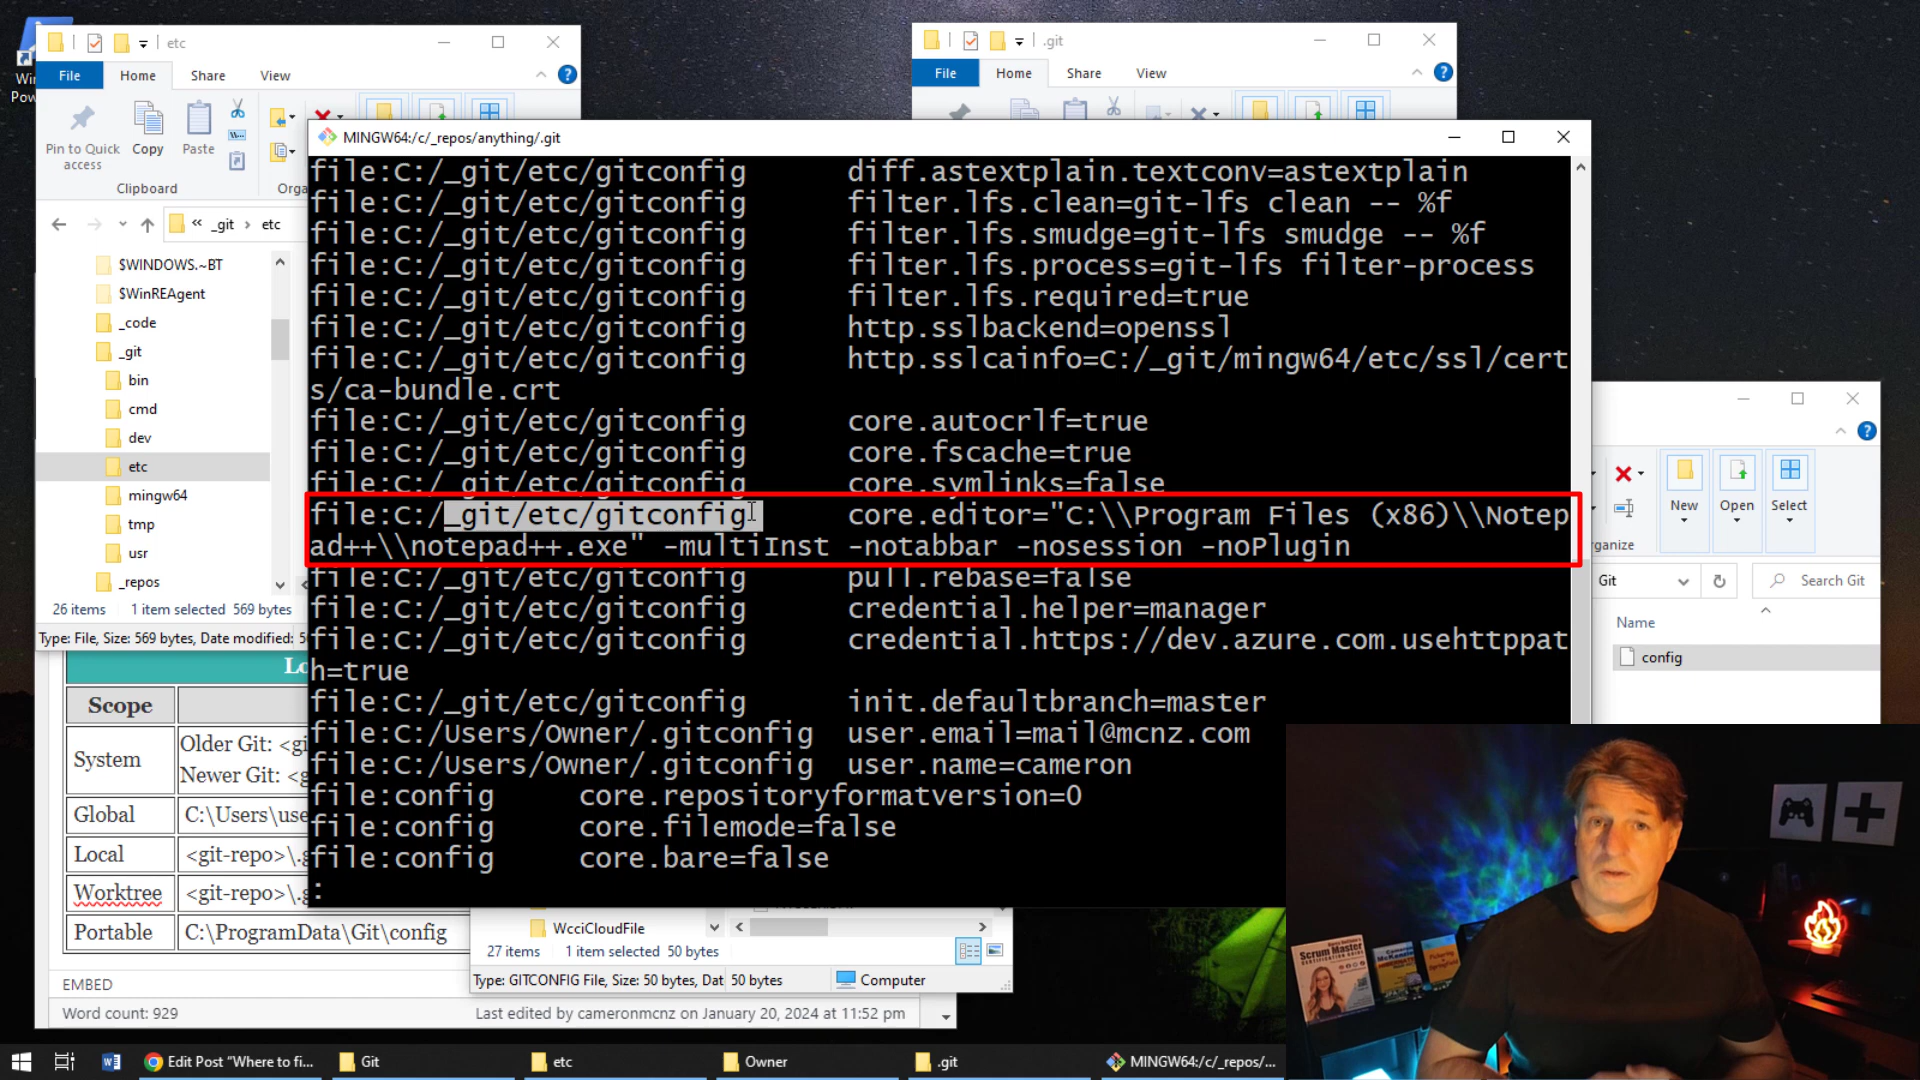 Win
Pow
etc
File
Home
Share
View
Pin to Quick
access
Copy
Paste
Clipboard
Orga
_git
etc
$WINDOWS.~BT
$WinREAgent
_code
_git
bin
cmd
dev
etc
mingw64
tmp
usr
_repos
26 items 1 item selected 569 bytes
Type: File, Size: 569 bytes, Date modified: 5
.git
File
Home
Share
View
MINGW64:/c/_repos/anything/.git
file:C:/_git/etc/gitconfig diff.astextplain.textconv=astextplain
file:C:/_git/etc/gitconfig filter.lfs.clean=git-lfs clean -- %f
file:C:/_git/etc/gitconfig filter.lfs.smudge=git-lfs smudge -- %f
file:C:/_git/etc/gitconfig filter.lfs.process=git-lfs filter-process
file:C:/_git/etc/gitconfig filter.lfs.required=true
file:C:/_git/etc/gitconfig http.sslbackend=openssl
file:C:/_git/etc/gitconfig http.sslcainfo=C:/_git/mingw64/etc/ssl/cert
s/ca-bundle.crt
file:C:/_git/etc/gitconfig core.autocrlf=true
file:C:/_git/etc/gitconfig core.fscache=true
file:C:/_git/etc/gitconfig core.symlinks=false
file:C:/_git/etc/gitconfig core.editor="C:\\Program Files (x86)\\Notep
ad++\\notepad++.exe" -multiInst -notabbar -nosession -noPlugin
file:C:/_git/etc/gitconfig pull.rebase=false
file:C:/_git/etc/gitconfig credential.helper=manager
file:C:/_git/etc/gitconfig credential.https://dev.azure.com.usehttppat
h=true
file:C:/_git/etc/gitconfig init.defaultbranch=master
file:C:/Users/Owner/.gitconfig user.email=mail@mcnz.com
file:C:/Users/Owner/.gitconfig user.name=cameron
file:config core.repositoryformatversion=0
file:config core.filemode=false
file:config core.bare=false
:
New
Open
Select
ganize
Git
Search Git
Name
config
Lo
Scope
System
Older Git: <gi
Newer Git: <g
Global
C:\Users\use
Local
<git-repo>\.g
Worktree
<git-repo>\.g
Portable
C:\ProgramData\Git\config
EMBED
Word count: 929
Last edited by cameronmcnz on January 20, 2024 at 11:52 pm
WcciCloudFile
27 items 1 item selected 50 bytes
Type: GITCONFIG File, Size: 50 bytes, Dat 50 bytes
Computer
Scrum Master
Edit Post “Where to fi...
Git
etc
Owner
.git
MINGW64:/c/_repos/...